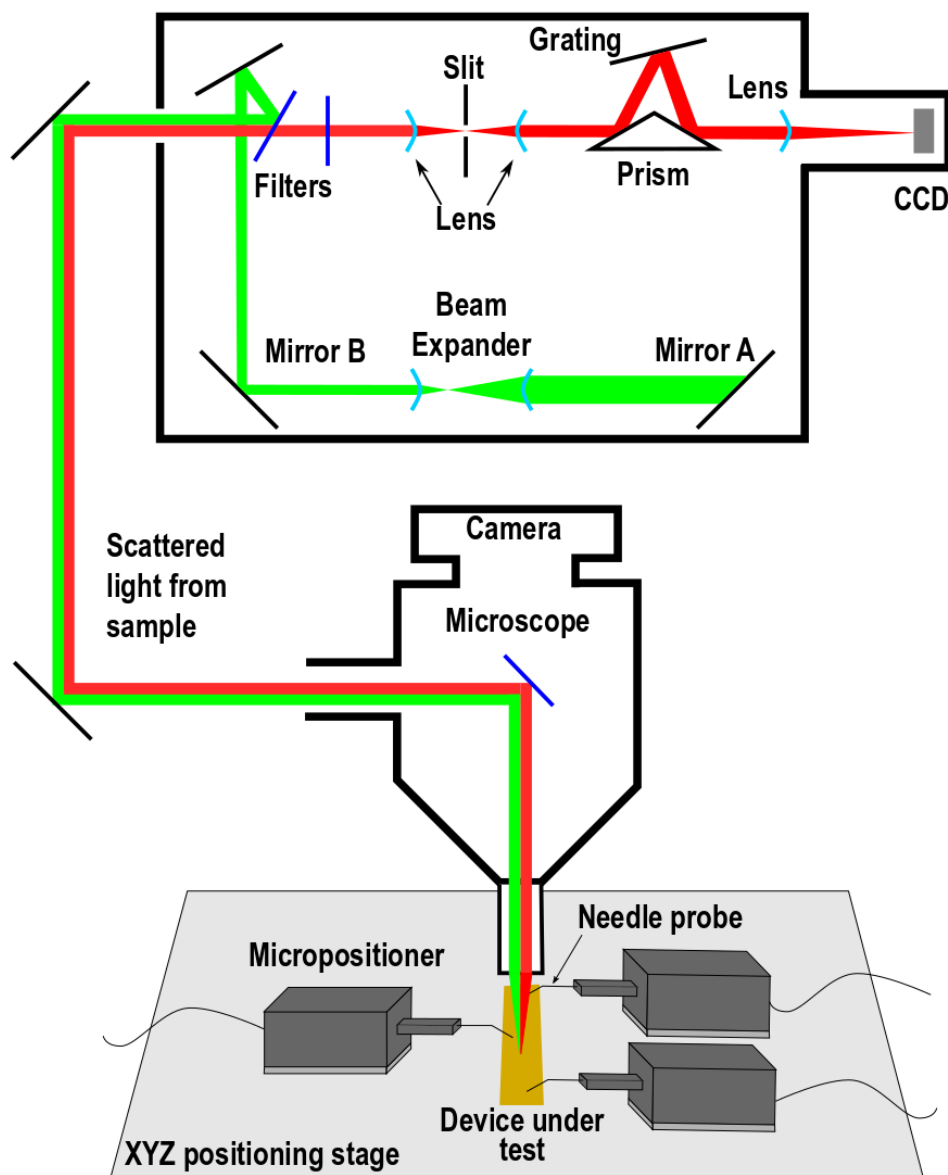 Grating
Slit
Lens
Filters
Lens
Prism
CCD
Beam
Expander
Mirror B
Mirror A
Camera
Scattered
light from
sample
Microscope
Needle probe
Micropositioner
Device under
test
XYZ positioning stage